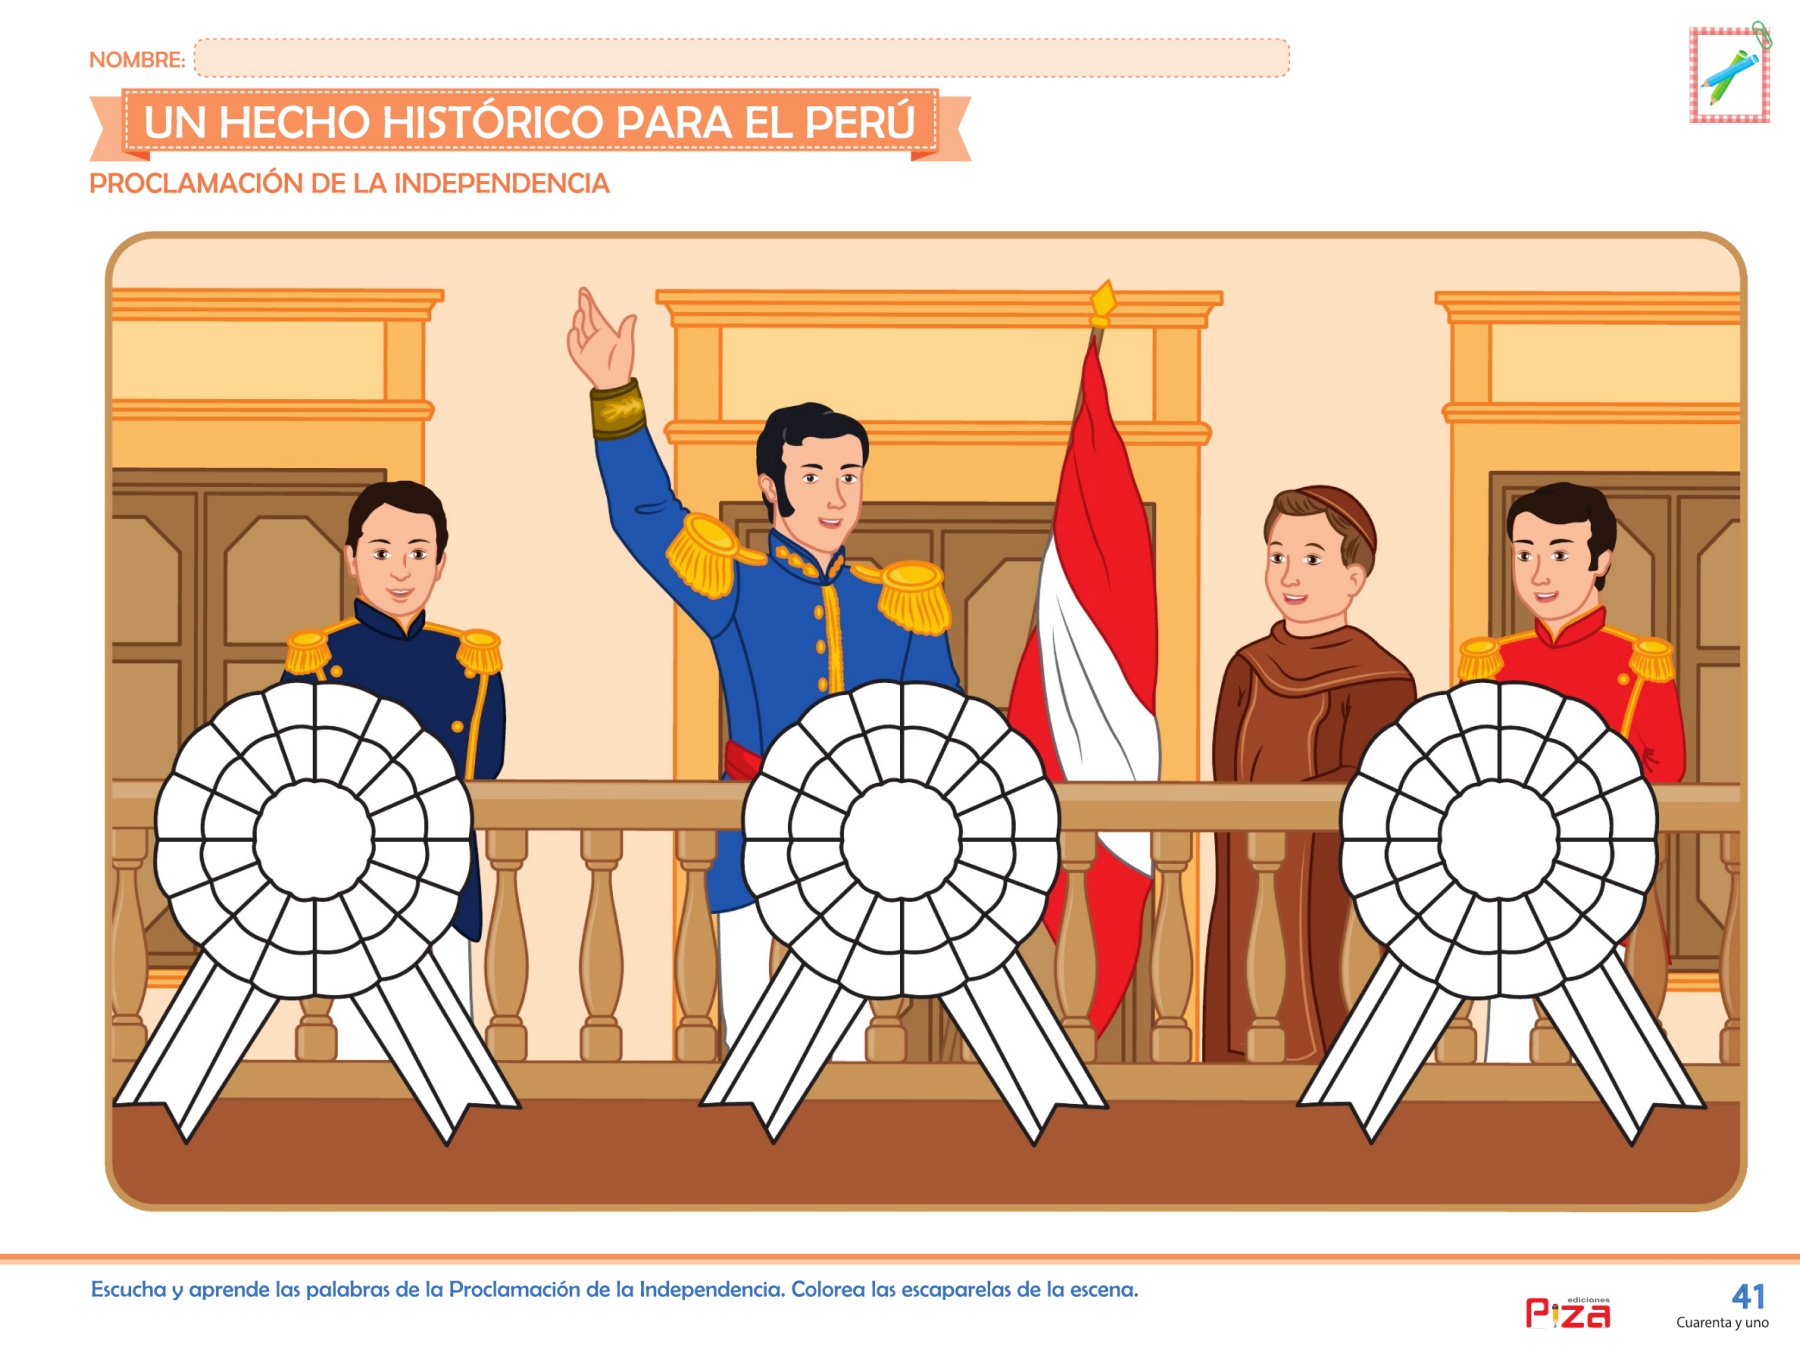 NOMBRE:
UN HECHO HISTÓRICO PARA EL PERÚ
PROCLAMACIÓN DE LA INDEPENDENCIA
Escucha y aprende las palabras de la Proclamación de la Independencia. Colorea las escaparelas de la escena.
ediciones
Piza
41
Cuarenta y uno